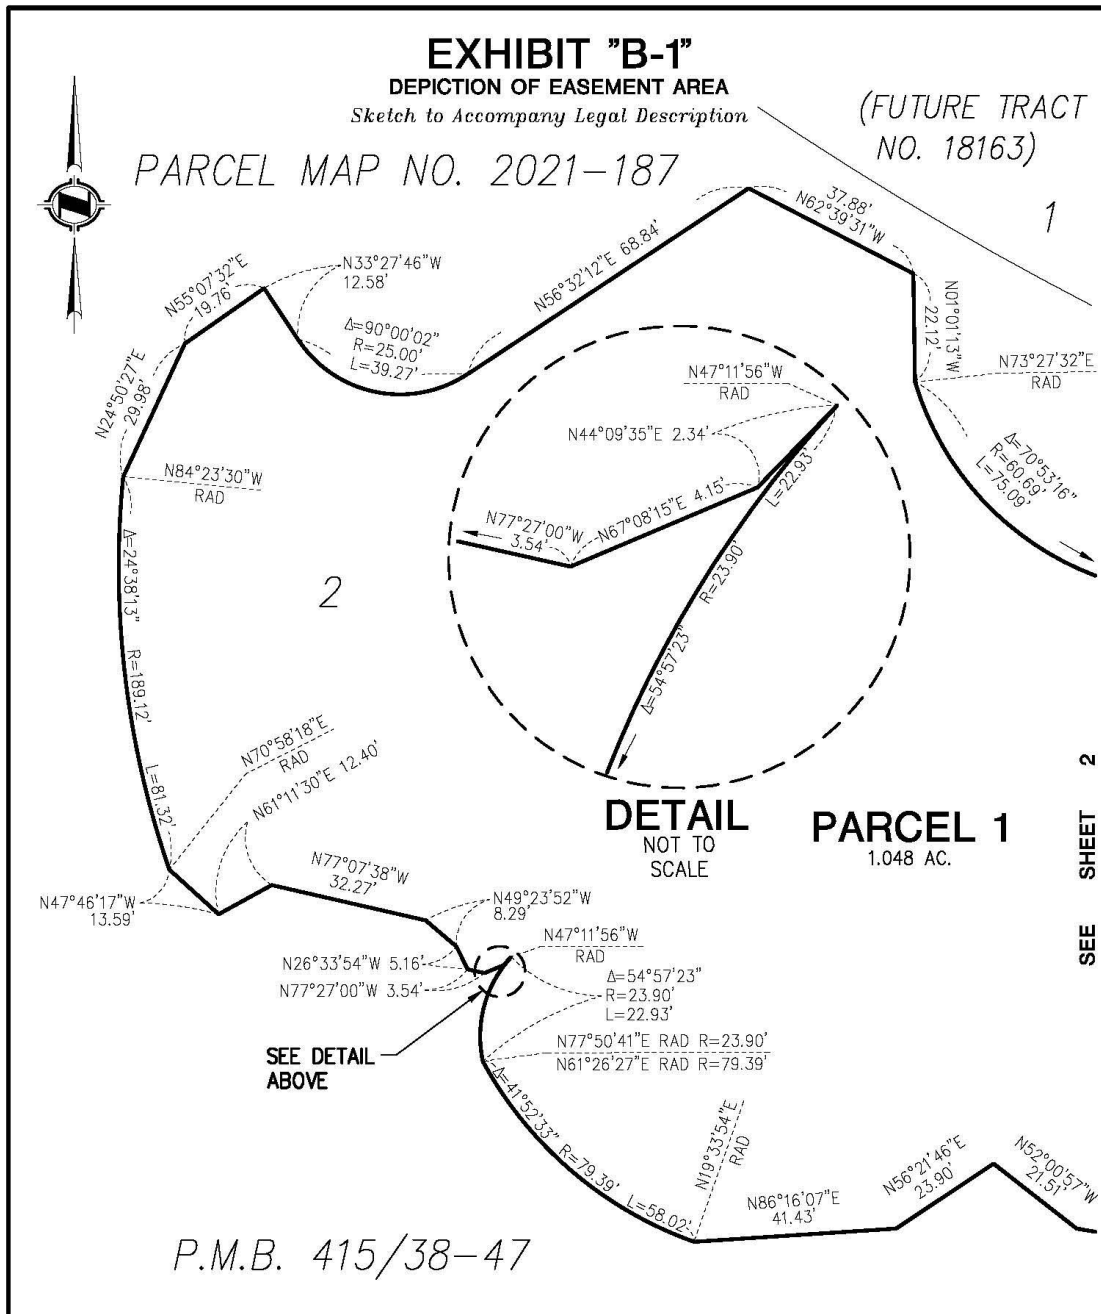 EXHIBIT "B-1"
DEPICTION OF EASEMENT AREA
Sketch to Accompany Legal Description
(FUTURE TRACT
NO. 18163)
PARCEL MAP NO. 2021-187
1
37.88'
N62°39'31"W
N56°32'12"E 68.84'
N55°07'32"E
19.76'
N33°27'46"W
12.58'
Δ=90°00'02"
R=25.00'
L=39.27'
N01°01'13"W
22.12'
N73°27'32"E
RAD
N24°50'27"E
29.98'
N47°11'56"W
RAD
N44°09'35"E 2.34'
L=22.93'
Δ=70°53'16"
R=60.69'
L=75.09'
N84°23'30"W
RAD
N77°27'00"W
3.54'
N67°08'15"E 4.15'
R=23.90'
Δ=54°57'23"
2
Δ=24°38'13" R=189.12' L=81.32'
N70°58'18"E
RAD
N61°11'30"E 12.40'
DETAIL
NOT TO
SCALE
PARCEL 1
1.048 AC.
SEE SHEET 2
N77°07'38"W
32.27'
N47°46'17"W
13.59'
N49°23'52"W
8.29'
N47°11'56"W
RAD
N26°33'54"W 5.16'
N77°27'00"W 3.54'
Δ=54°57'23"
R=23.90'
L=22.93'
SEE DETAIL
ABOVE
N77°50'41"E RAD R=23.90'
N61°26'27"E RAD R=79.39'
Δ=41°52'33" R=79.39' L=58.02'
N19°33'54"E
RAD
N86°16'07"E
41.43'
N56°21'46"E
23.90'
N52°00'57"W
21.51'
P.M.B. 415/38-47